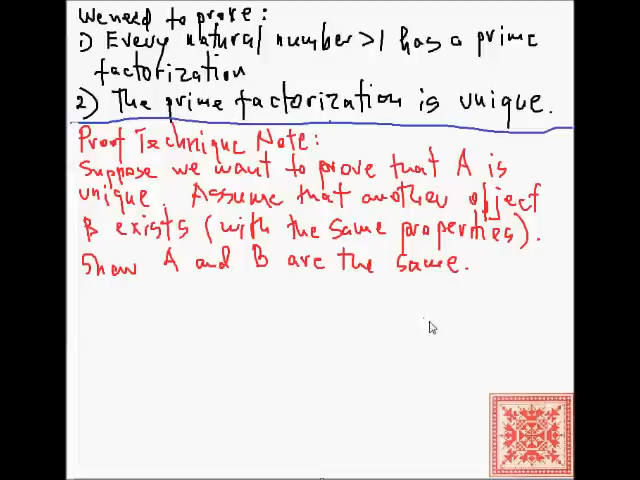 We need to prove:
1) Every natural number >1 has a prime
factorization
2) The prime factorization is unique.
Proof Technique Note:
Suppose we want to prove that A is
unique. Assume that another object
B exists (with the same properties).
Show A and B are the same.